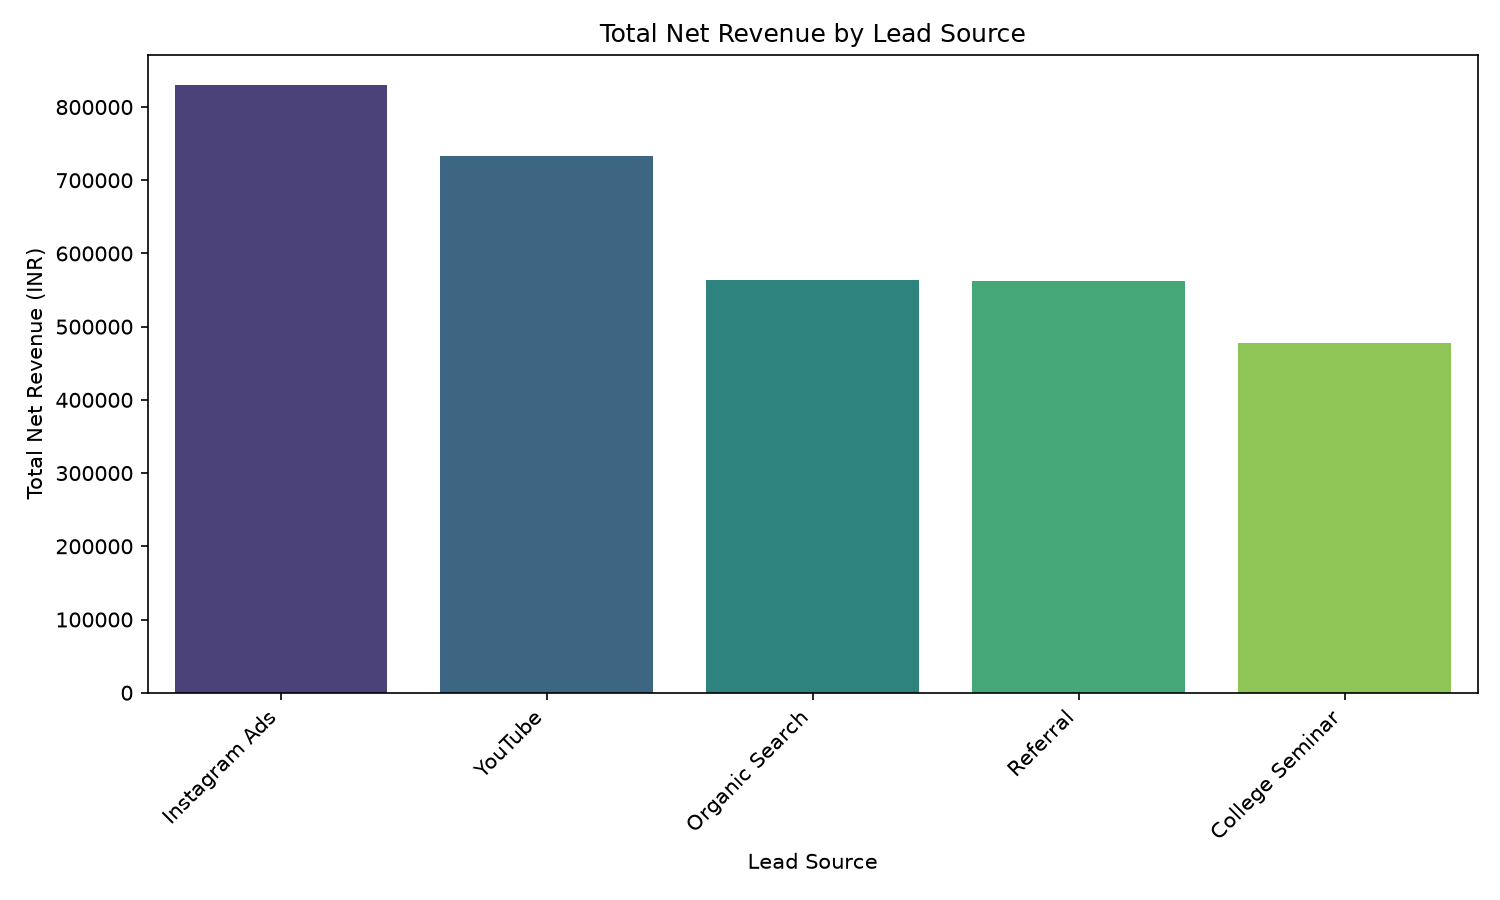 Total Net Revenue by Lead Source
Total Net Revenue (INR)
800000
700000
600000
500000
400000
300000
200000
100000
0
Instagram Ads
YouTube
Organic Search
Referral
College Seminar
Lead Source